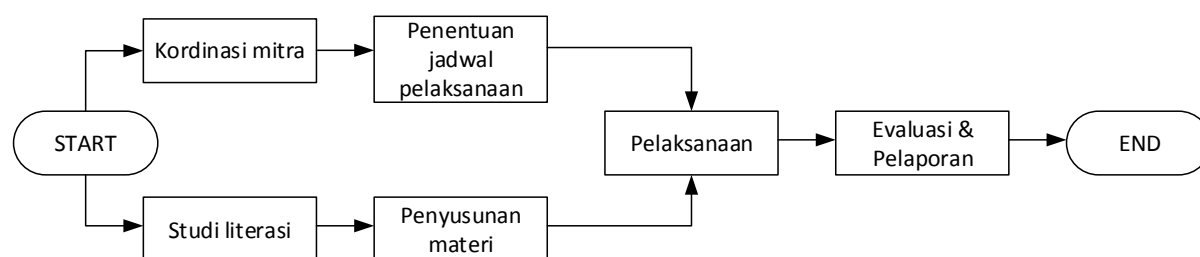 START
Kordinasi mitra
Penentuan
jadwal
pelaksanaan
Studi literasi
Penyusunan
materi
Pelaksanaan
Evaluasi &
Pelaporan
END